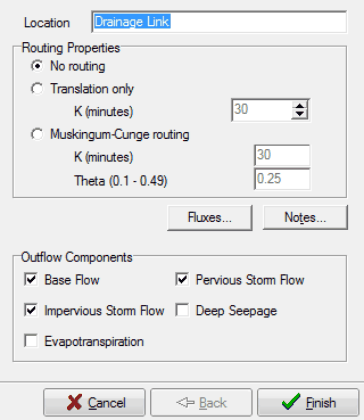 Location Drainage Link
Routing Properties
No routing
Translation only
K (minutes) 30
Muskingum-Cunge routing
K (minutes) 30
Theta (0.1 - 0.49) 0.25
Fluxes... Notes...
Outflow Components
Base Flow Pervious Storm Flow
Impervious Storm Flow Deep Seepage
Evapotranspiration
Cancel Back Finish